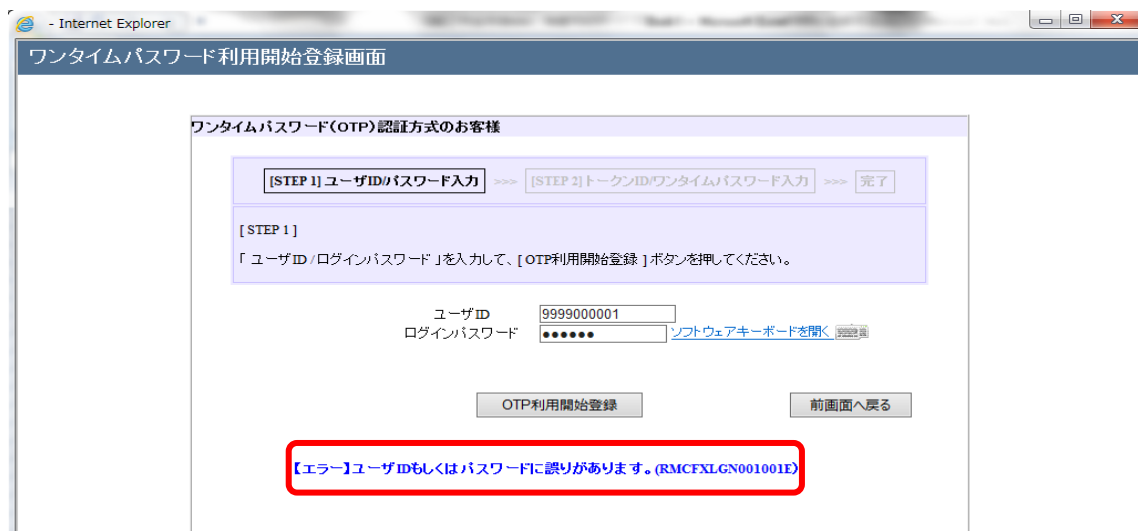 - Internet Explorer
ワンタイムパスワード利用開始登録画面
ワンタイムパスワード(OTP)認証方式のお客様
[STEP 1] ユーザID/パスワード入力 >>> [STEP 2]トークンID/ワンタイムパスワード入力 >>> 完了
[ STEP 1 ]
「 ユーザID /ログインパスワード 」を入力して、[ OTP利用開始登録 ]ボタンを押してください。
ユーザID 9999000001
ログインパスワード ●●●●●● ソフトウェアキーボードを開く
OTP利用開始登録 前画面へ戻る
【エラー】ユーザIDもしくはパスワードに誤りがあります。(RMCFXLGN001001E)